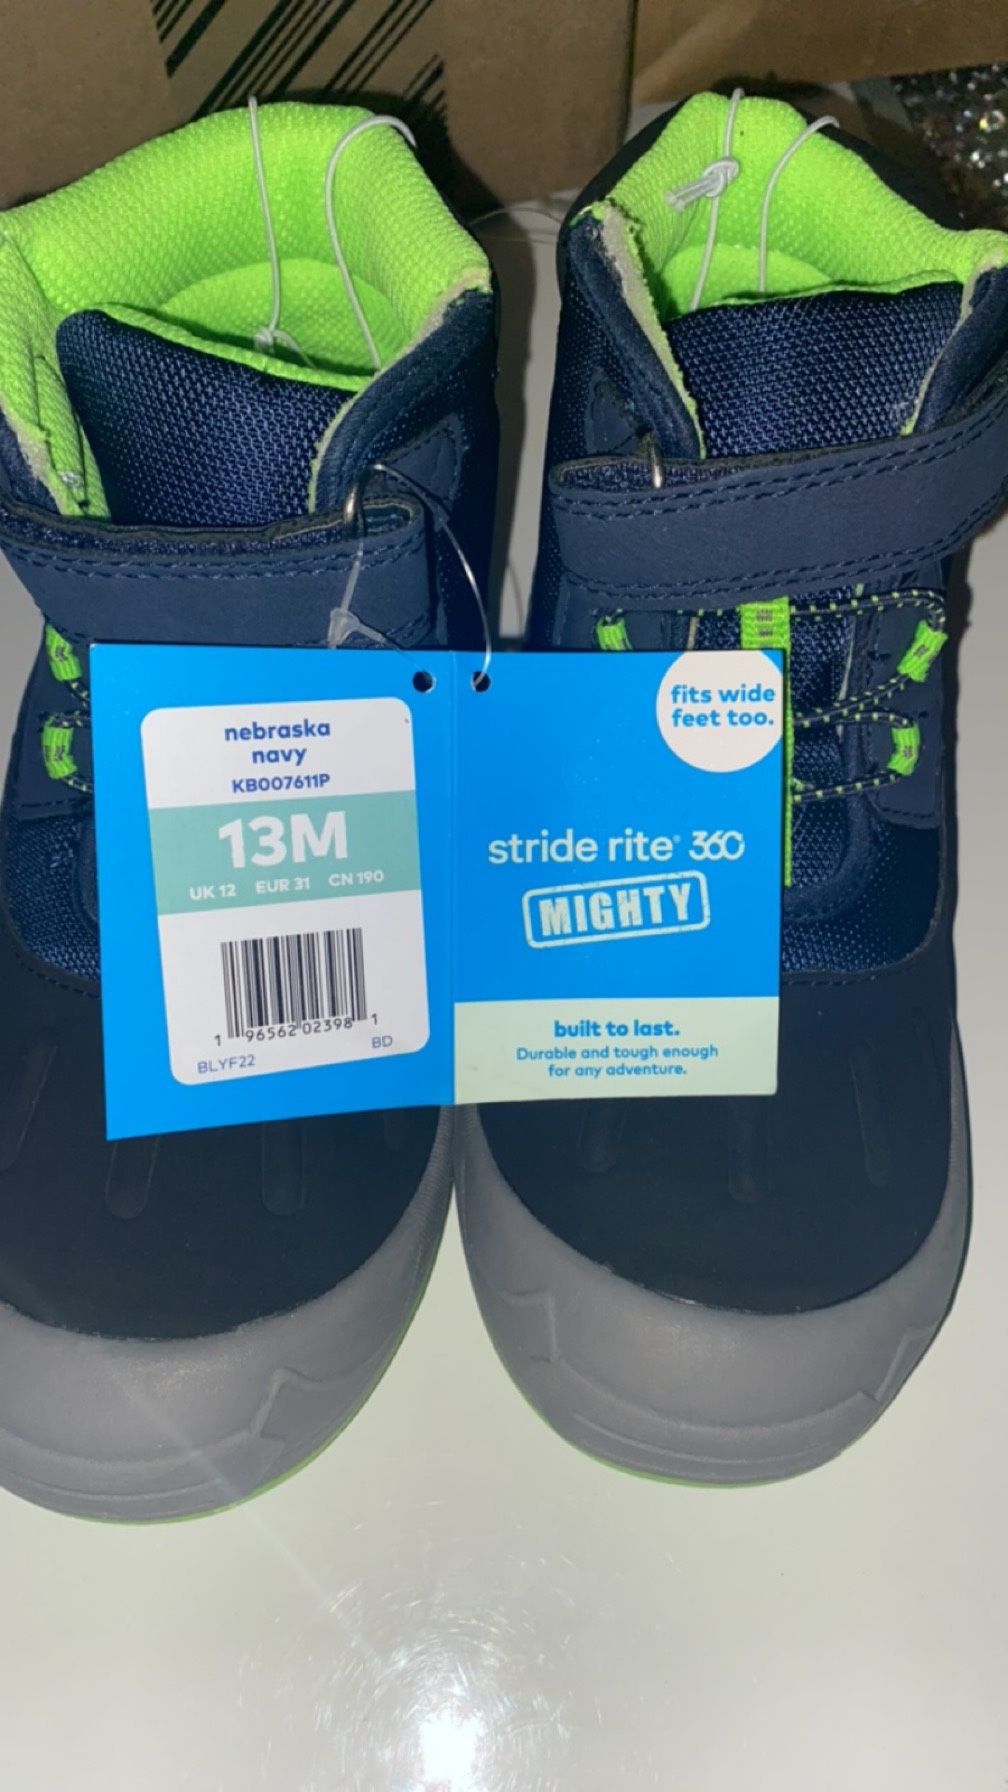 nebraska
navy
KB007611P
13M
UK 12 EUR 31 CN 190
1 96562 02398 1
BLYF22 BD
fits wide
feet too.
stride rite® 360
MIGHTY
built to last.
Durable and tough enough
for any adventure.